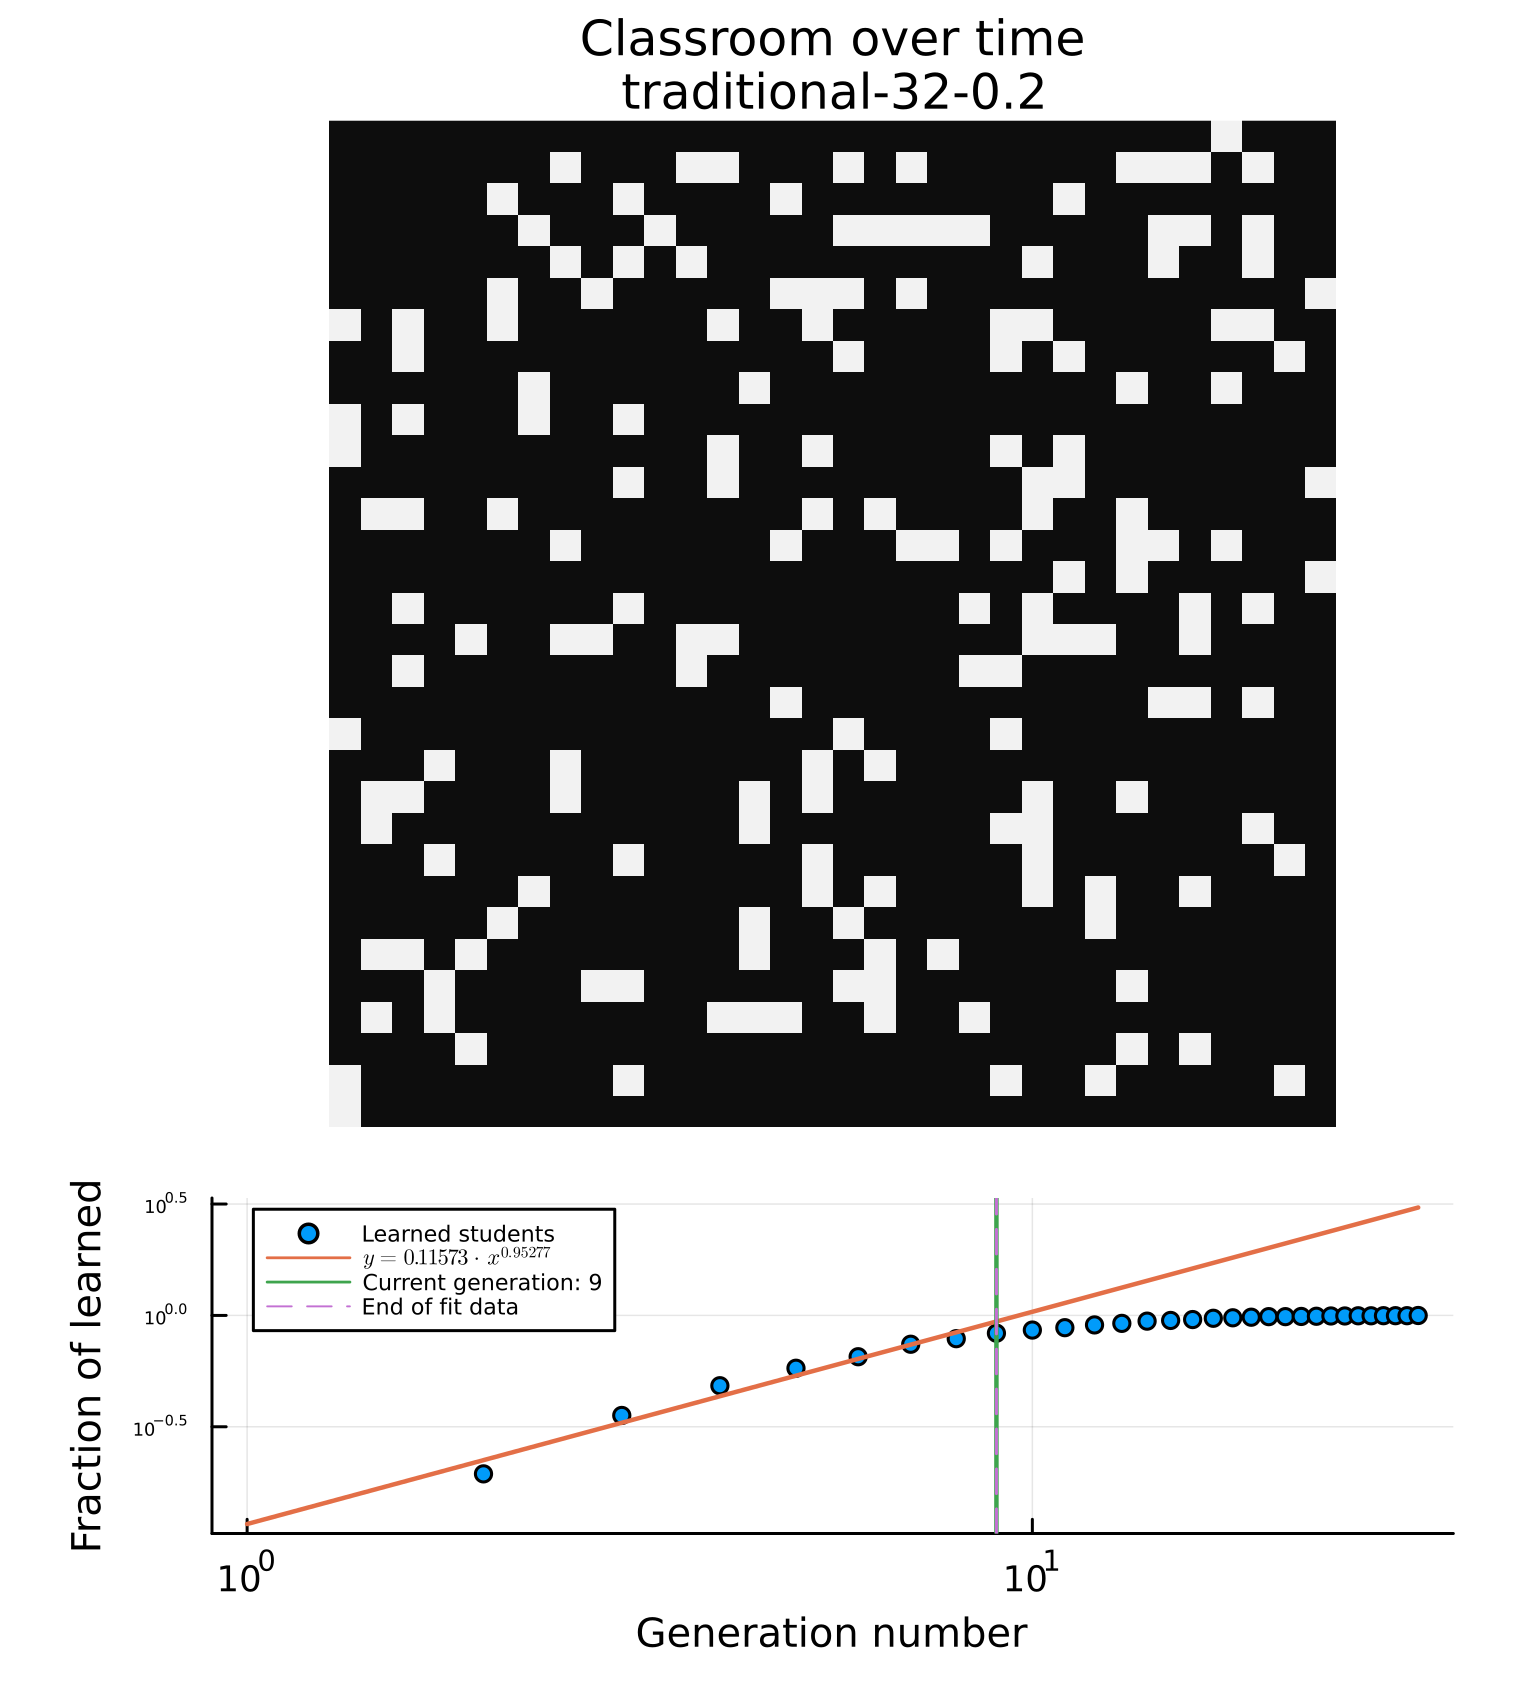 Classroom over time
traditional-32-0.2
Fraction of learned
10^0.5
10^0.0
10^−0.5
Learned students
y = 0.11573 · x^0.95277
Current generation: 9
End of fit data
10^0
10^1
Generation number